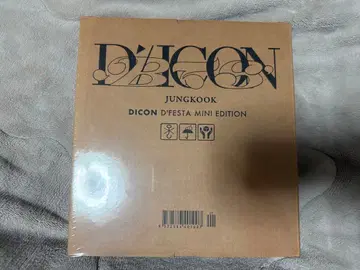 D'ICON
JUNGKOOK
DICON D'FESTA MINI EDITION